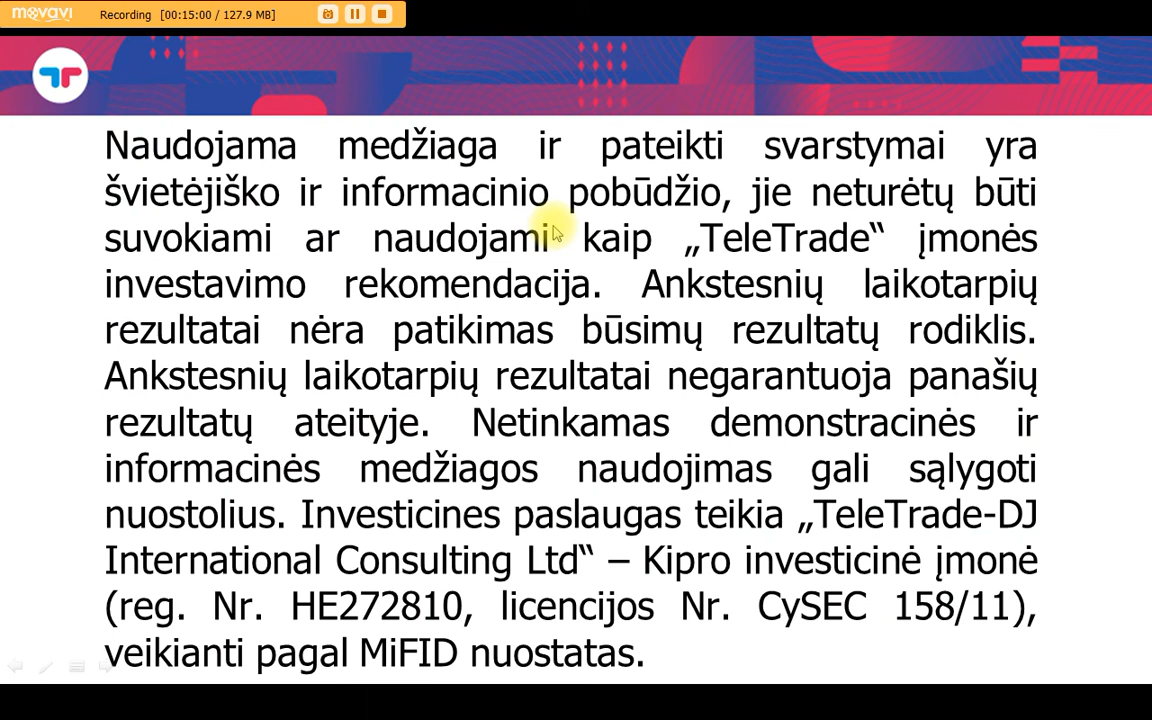 movavi Recording [00:15:00 / 127.9 MB]
Naudojama medžiaga ir pateikti svarstymai yra
švietėjiško ir informacinio pobūdžio, jie neturėtų būti
suvokiami ar naudojami kaip „TeleTrade“ įmonės
investavimo rekomendacija. Ankstesnių laikotarpių
rezultatai nėra patikimas būsimų rezultatų rodiklis.
Ankstesnių laikotarpių rezultatai negarantuoja panašių
rezultatų ateityje. Netinkamas demonstracinės ir
informacinės medžiagos naudojimas gali sąlygoti
nuostolius. Investicines paslaugas teikia „TeleTrade-DJ
International Consulting Ltd“ – Kipro investicinė įmonė
(reg. Nr. HE272810, licencijos Nr. CySEC 158/11),
veikianti pagal MiFID nuostatas.